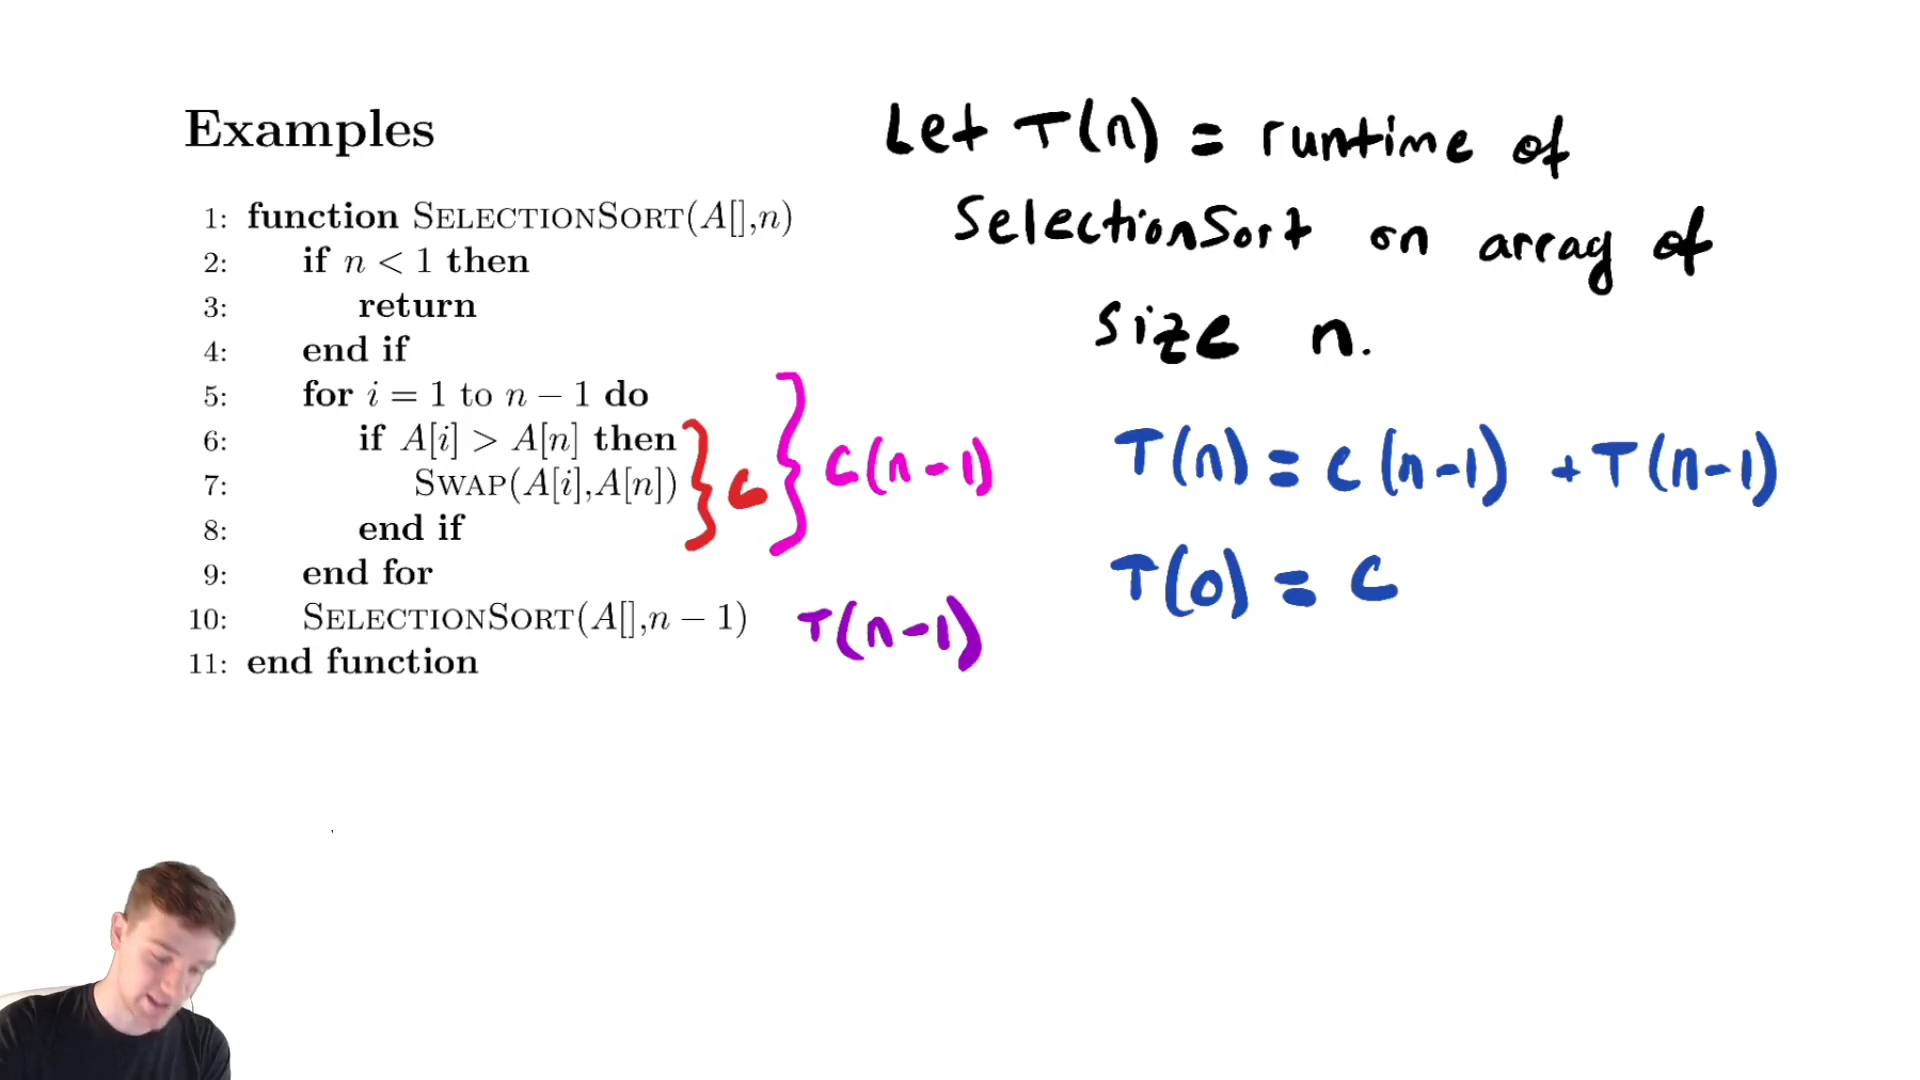 Examples
1: function SELECTIONSORT(A[],n)
2: if n < 1 then
3: return
4: end if
5: for i = 1 to n − 1 do
6: if A[i] > A[n] then
7: SWAP(A[i],A[n])
8: end if
9: end for
10: SELECTIONSORT(A[],n − 1)
11: end function
C
C(n-1)
T(n-1)
Let T(n) = runtime of
SelectionSort on array of
size n.
T(n) = C(n-1) + T(n-1)
T(0) = C